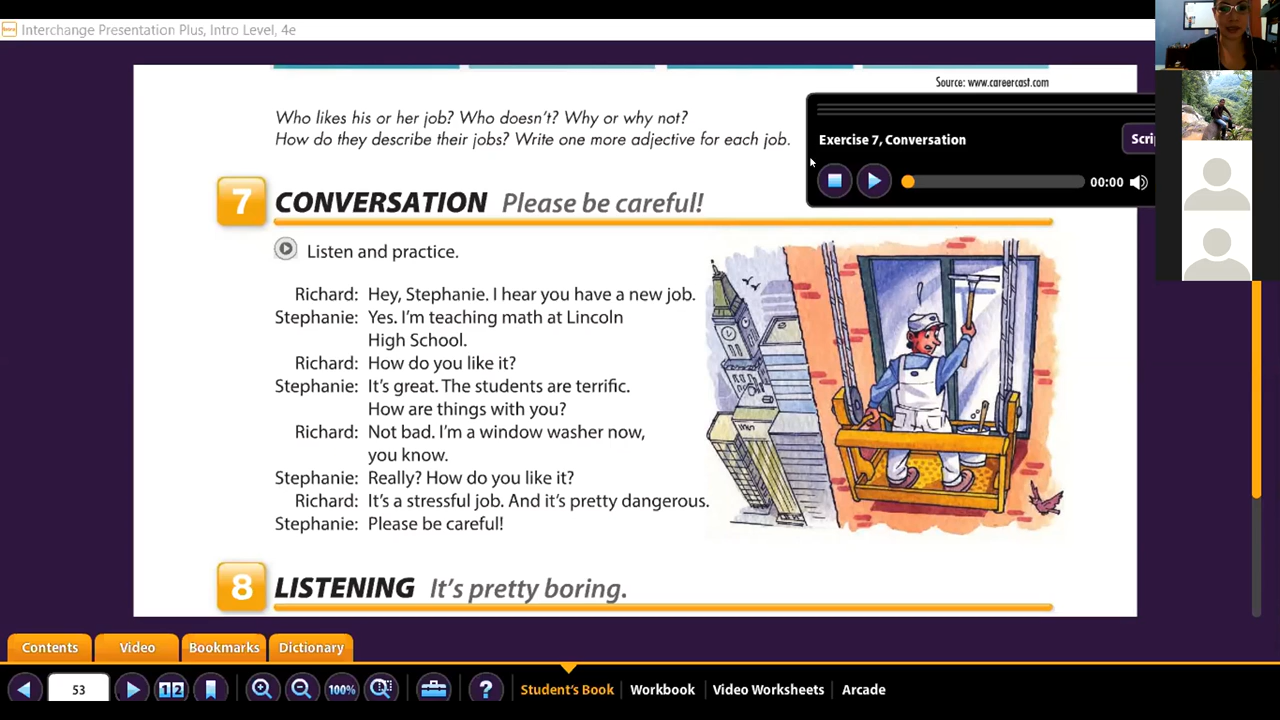 Interchange Presentation Plus, Intro Level, 4e
Source: www.careercast.com
Who likes his or her job? Who doesn't? Why or why not?
How do they describe their jobs? Write one more adjective for each job.
Exercise 7, Conversation
Scri
00:00
7 CONVERSATION Please be careful!
Listen and practice.
Richard: Hey, Stephanie. I hear you have a new job.
Stephanie: Yes. I'm teaching math at Lincoln
High School.
Richard: How do you like it?
Stephanie: It's great. The students are terrific.
How are things with you?
Richard: Not bad. I'm a window washer now,
you know.
Stephanie: Really? How do you like it?
Richard: It's a stressful job. And it's pretty dangerous.
Stephanie: Please be careful!
8 LISTENING It's pretty boring.
Contents Video Bookmarks Dictionary
53 12 100% ? Student's Book Workbook Video Worksheets Arcade